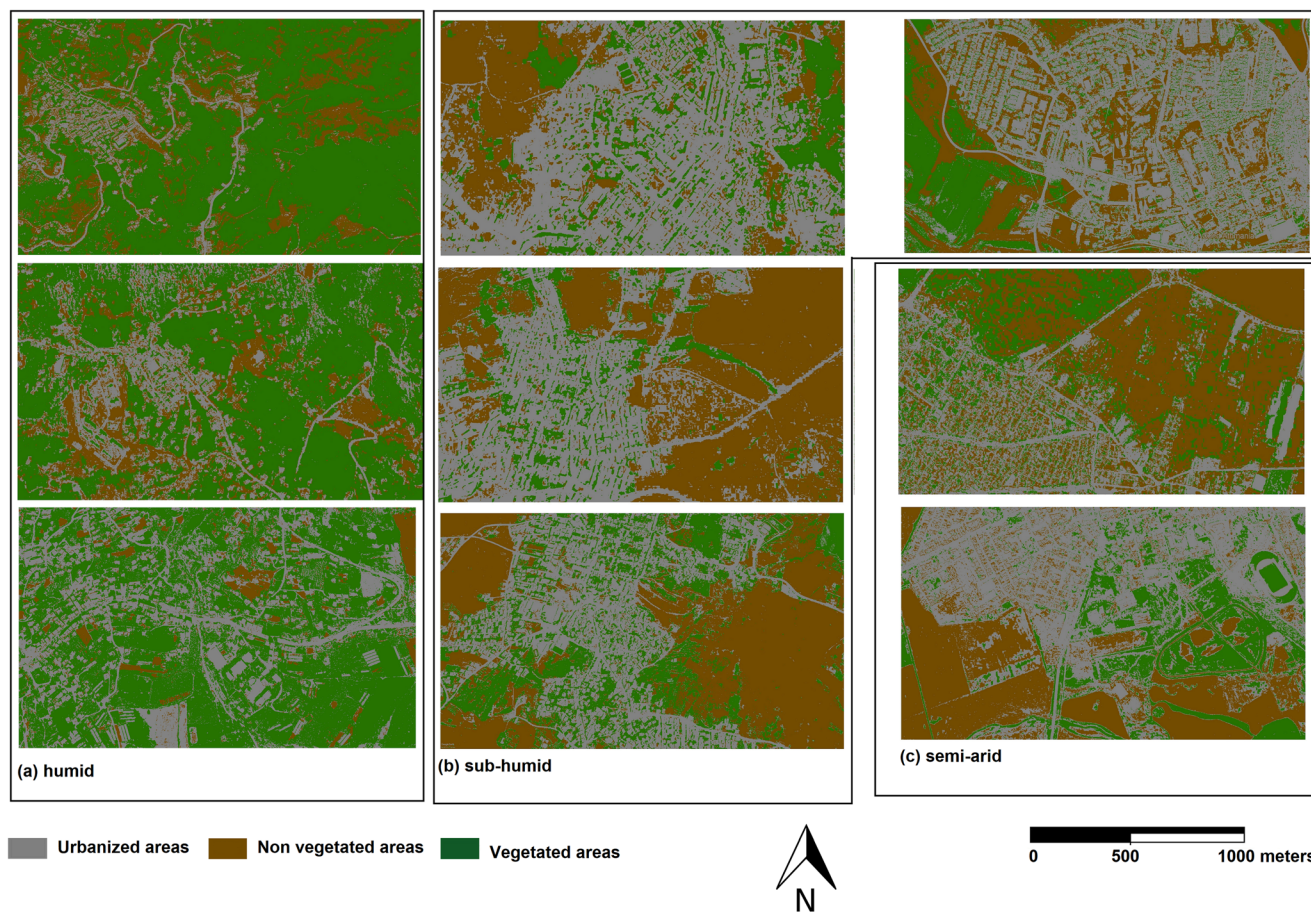 (a) humid
(b) sub-humid
(c) semi-arid
Urbanized areas
Non vegetated areas
Vegetated areas
N
0 500 1000 meters